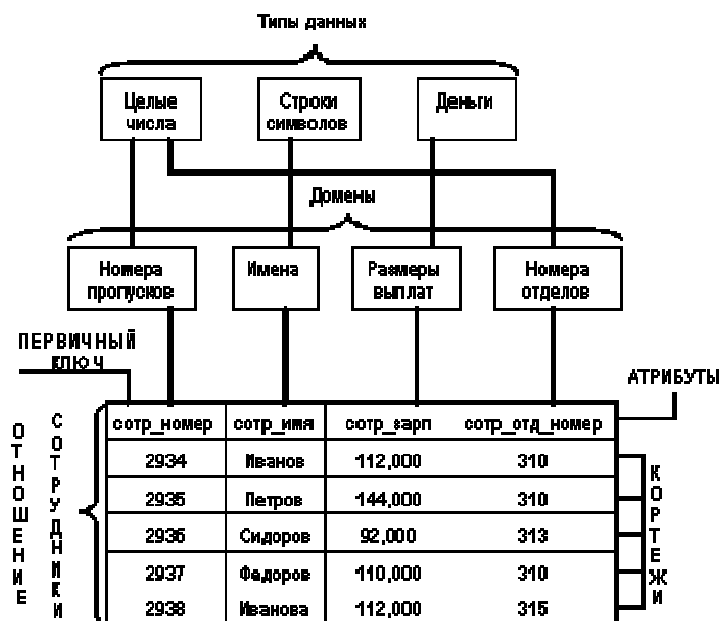 Типы данных
Целые числа
Строки символов
Деньги
Домены
Номера пропусков
Имена
Размеры выплат
Номера отделов
ПЕРВИЧНЫЙ КЛЮЧ
АТРИБУТЫ
ОТНОШЕНИЕ
СОТРУДНИКИ
КОРТЕЖИ
сотр_номер сотр_имя сотр_зарп сотр_отд_номер
2934 Иванов 112,000 310
2935 Петров 144,000 310
2936 Сидоров 92,000 313
2937 Федоров 110,000 310
2938 Иванова 112,000 315